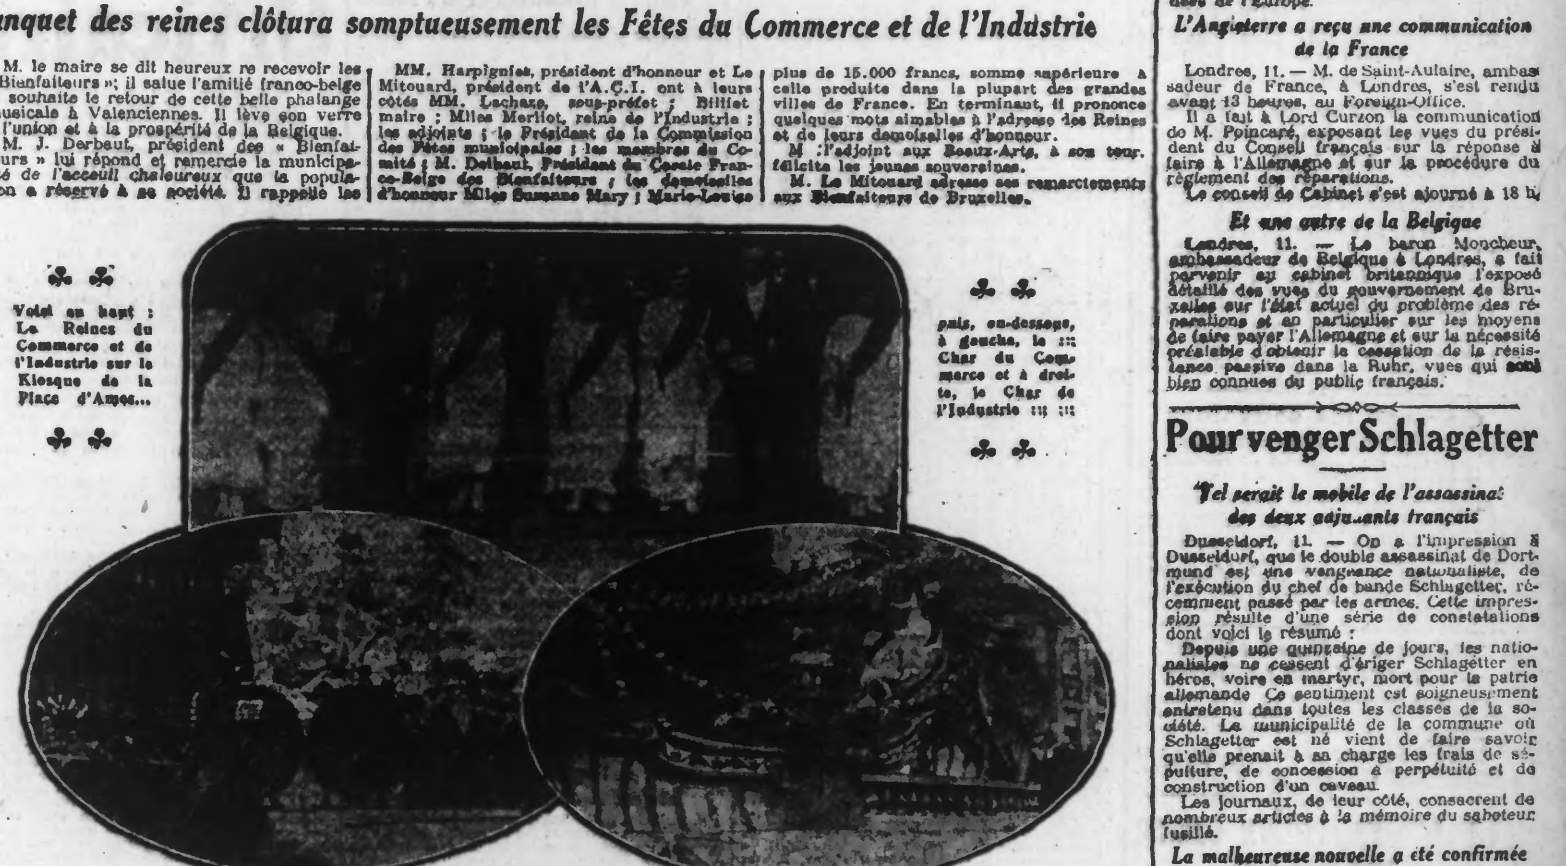 nquet des reines clôtura somptueusement les Fêtes du Commerce et de l'Industrie
M. le maire se dit heureux re recevoir les
Bienfaiteurs »; il salue l'amitié franco-belge
souhaite le retour de cette belle phalange
usicale à Valenciennes. Il lève son verre
l'union et à la prospérité de la Belgique.
M. J. Derbaut, président des « Bienfai-
urs » lui répond et remercie la municipa-
é de l'acceuil chaleureux que la popula-
on a réservé à sa société. Il rappelle les
MM. Harpignies, président d'honneur et Le
Mitouard, président de l'A.C.I. ont à leurs
côtés MM. Lachaze, sous-préfet ; Billiet
maire ; Mlles Merliot, reine de l'Industrie ;
les adjoints ; le Président de la Commission
des Fêtes municipales ; les membres du Co-
mité ; M. Delbaut, Président du Cercle Fran-
co-Belge des Bienfaiteurs ; les demoiselles
d'honneur Mlles Suzanne Mary ; Marie-Louise
plus de 15.000 francs, somme supérieure à
celle produite dans la plupart des grandes
villes de France. En terminant, il prononce
quelques mots aimables à l'adresse des Reines
et de leurs demoiselles d'honneur.
M :l'adjoint aux Beaux-Arts, à son tour.
félicite les jeunes souveraines.
M. Le Mitouard adresse ses remerciements
aux Bienfaiteurs de Bruxelles.
Voici en haut :
Le Reines du
Commerce et de
l'Industrie sur le
Kiosque de la
Place d'Armes...
puis, en-dessous,
à gauche, le :::
Char du Com-
merce et à droi-
te, le Char de
l'Industrie ::: :::
L'Angleterre a reçu une communication
de la France
Londres, 11. — M. de Saint-Aulaire, ambas
sadeur de France, à Londres, s'est rendu
avant 13 heures, au Foreign-Office.
Il a fait à Lord Curzon la communication
de M. Poincaré, exposant les vues du prési-
dent du Conseil français sur la réponse à
faire à l'Allemagne et sur la procédure du
règlement des réparations.
Le conseil de Cabinet s'est ajourné à 18 h.
Et une autre de la Belgique
Londres, 11. — Le baron Moncheur,
ambassadeur de Belgique à Londres, a fait
parvenir au cabinet britannique l'exposé
détaillé des vues du gouvernement de Bru-
xelles sur l'état actuel du problème des ré-
parations et en particulier sur les moyens
de faire payer l'Allemagne et sur la nécessité
préalable d'obtenir la cessation de la résis-
tance passive dans la Ruhr, vues qui sont
bien connues du public français.
Pour venger Schlagetter
Tel serait le mobile de l'assassinat
des deux adjudants français
Dusseldorf, 11. — On a l'impression à
Dusseldorf, que le double assassinat de Dort-
mund est une vengeance nationaliste, de
l'exécution du chef de bande Schlagetter, ré-
cemment passé par les armes. Cette impres-
sion résulte d'une série de constatations
dont voici le résumé :
Depuis une quinzaine de jours, les natio-
nalistes ne cessent d'ériger Schlagetter en
héros, voire en martyr, mort pour la patrie
allemande Ce sentiment est soigneusement
entretenu dans toutes les classes de la so-
ciété. La municipalité de la commune où
Schlagetter est né vient de faire savoir
qu'elle prenait à sa charge les frais de sé-
pulture, de concession à perpétuité et de
construction d'un caveau.
Les journaux, de leur côté, consacrent de
nombreux articles à la mémoire du saboteur
fusillé.
La malheureuse nouvelle a été confirmée